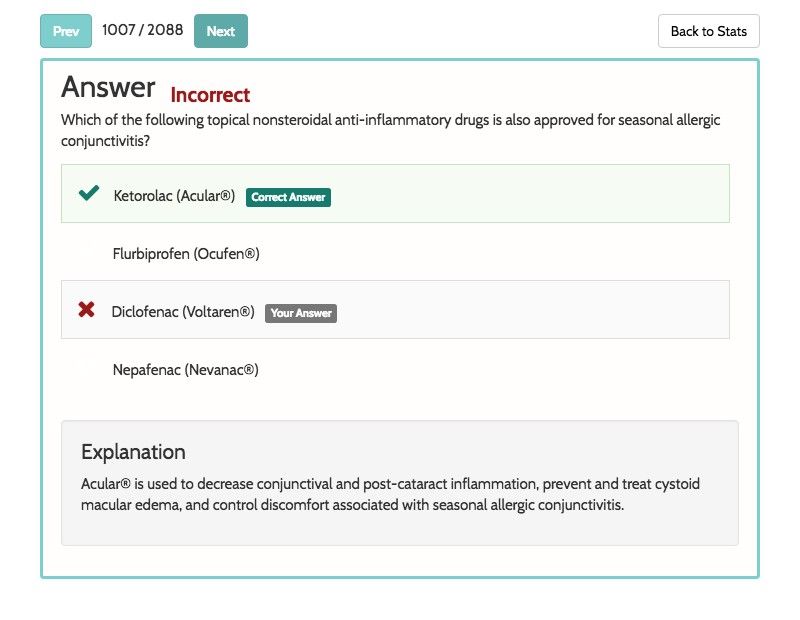 Prev 1007 / 2088 Next Back to Stats
Answer Incorrect
Which of the following topical nonsteroidal anti-inflammatory drugs is also approved for seasonal allergic
conjunctivitis?
Ketorolac (Acular®) Correct Answer
Flurbiprofen (Ocufen®)
Diclofenac (Voltaren®) Your Answer
Nepafenac (Nevanac®)
Explanation
Acular® is used to decrease conjunctival and post-cataract inflammation, prevent and treat cystoid
macular edema, and control discomfort associated with seasonal allergic conjunctivitis.